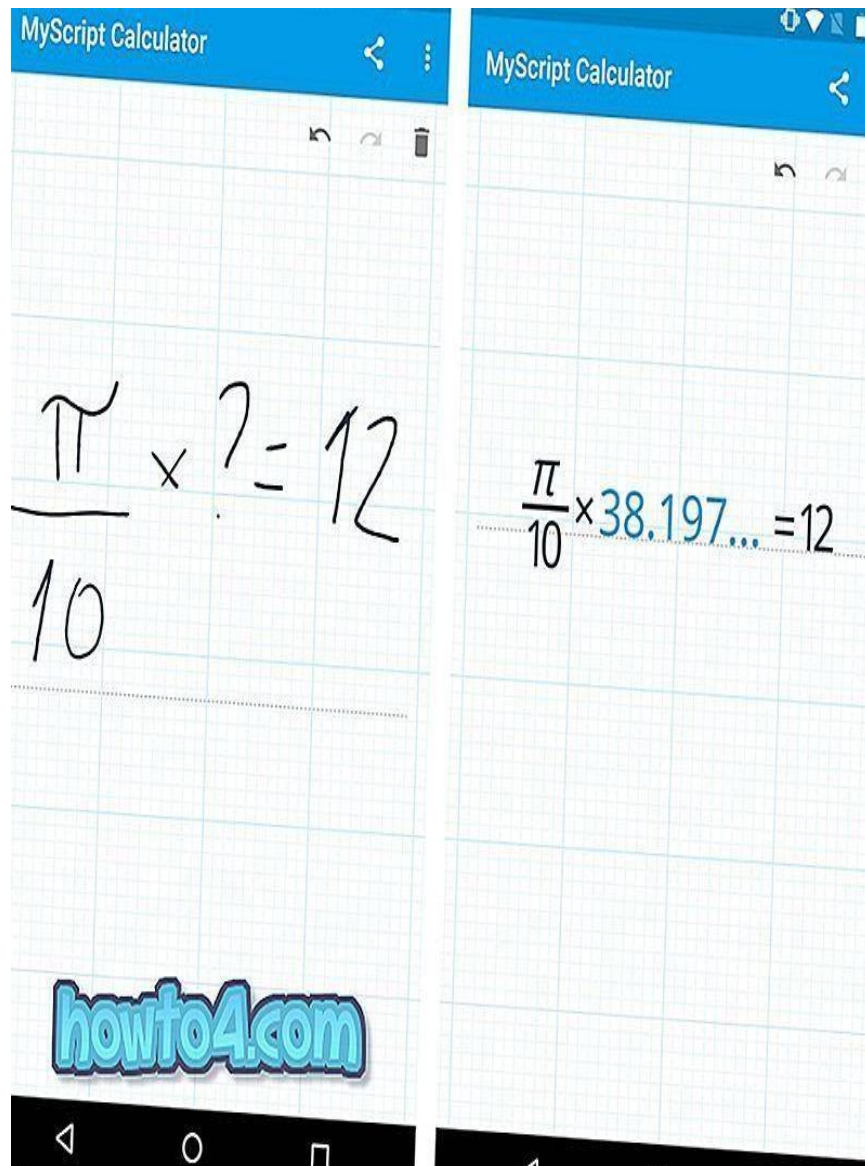 MyScript Calculator
π/10 × ? = 12
howto4.com
MyScript Calculator
π/10 ×38.197... =12